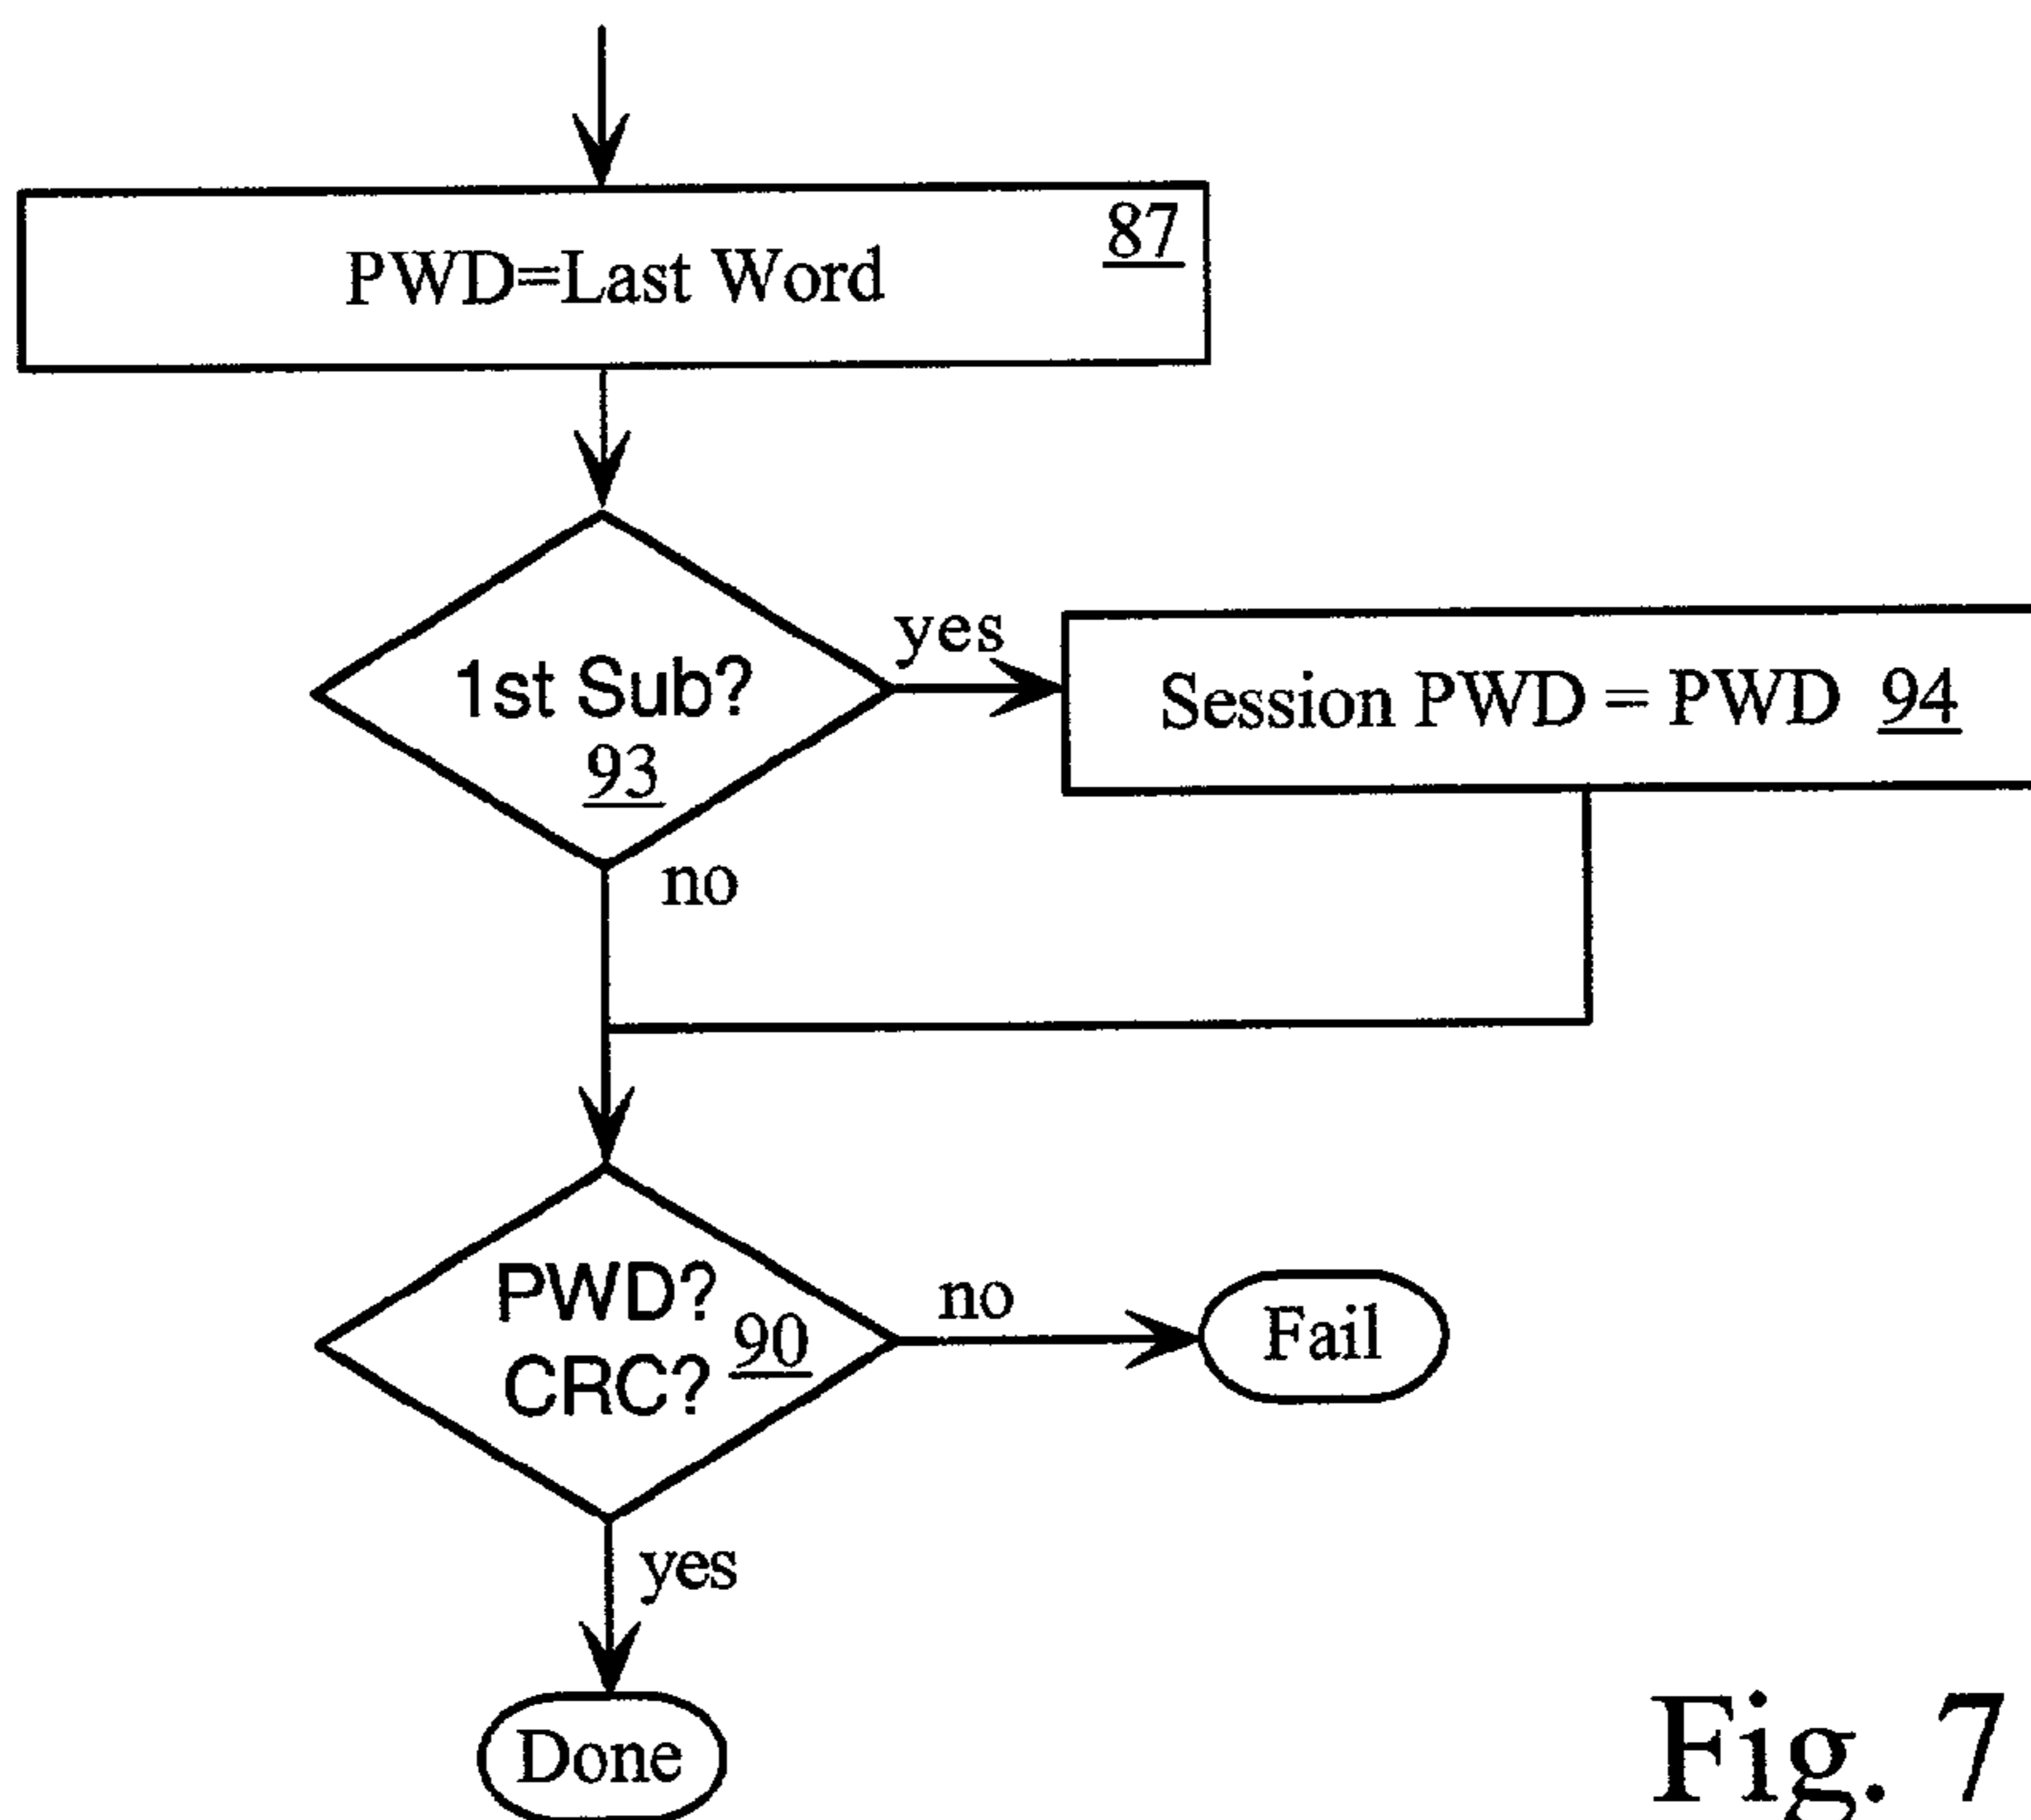 87
PWD=Last Word
1st Sub?
93
yes
Session PWD = PWD 94
no
PWD?
CRC?
90
no
Fail
yes
Done
Fig. 7